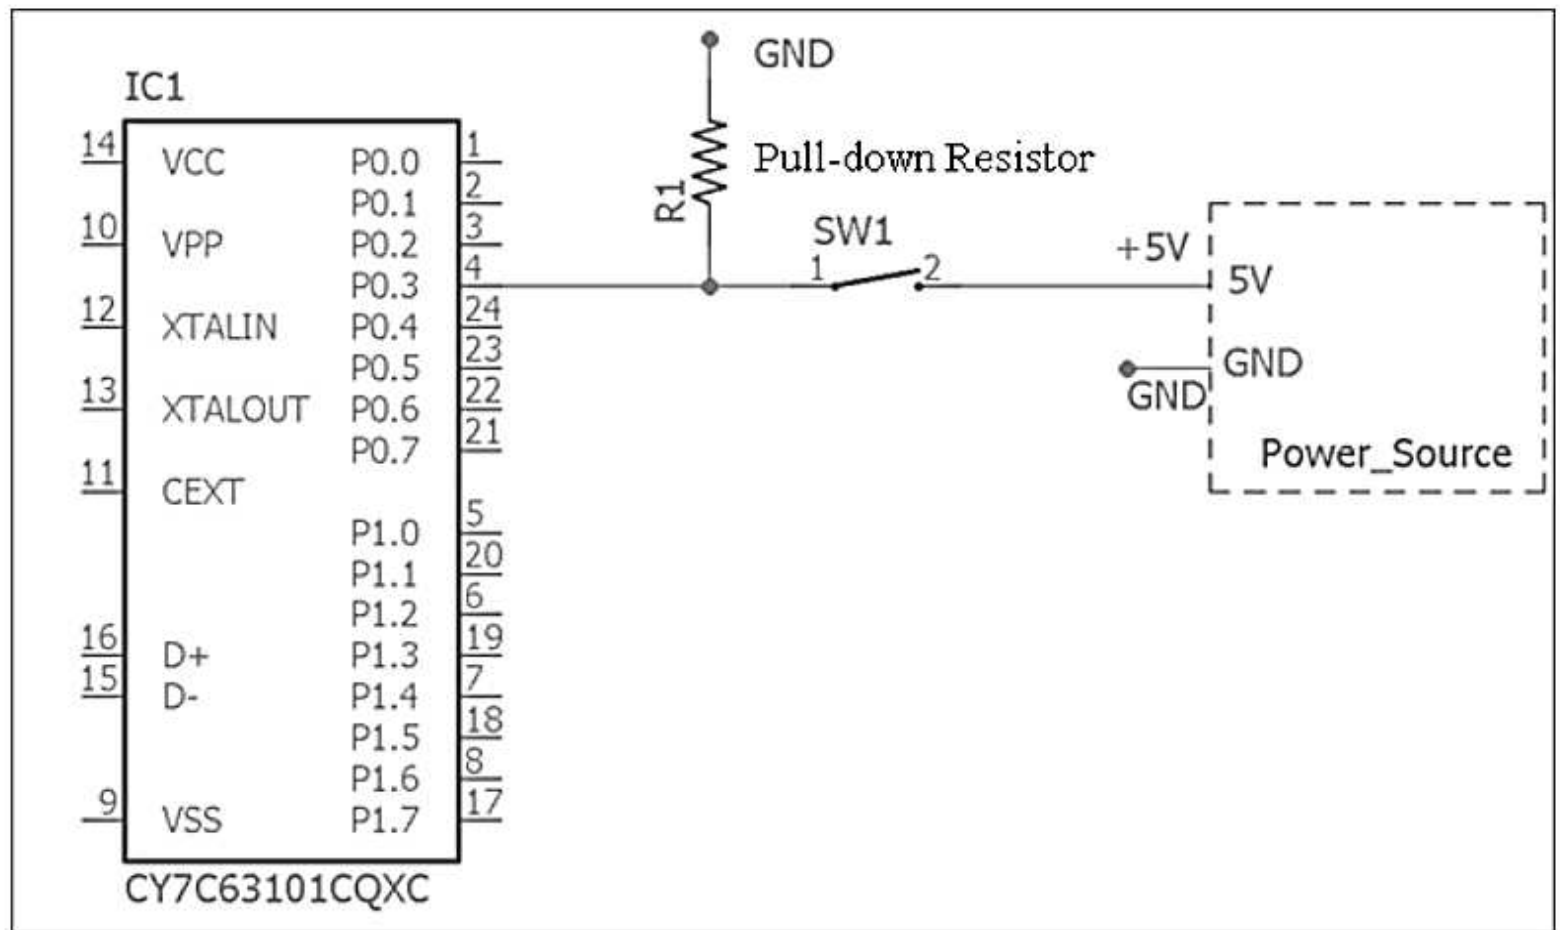 GND
IC1
14 VCC P0.0 1
Pull-down Resistor
R1
P0.1 2
10 VPP P0.2 3
SW1
+5V
P0.3 4
1 2
5V
12 XTALIN P0.4 24
P0.5 23
GND
GND
13 XTALOUT P0.6 22
P0.7 21
Power_Source
11 CEXT
P1.0 5
P1.1 20
P1.2 6
16 D+ P1.3 19
15 D- P1.4 7
P1.5 18
P1.6 8
9 VSS P1.7 17
CY7C63101CQXC